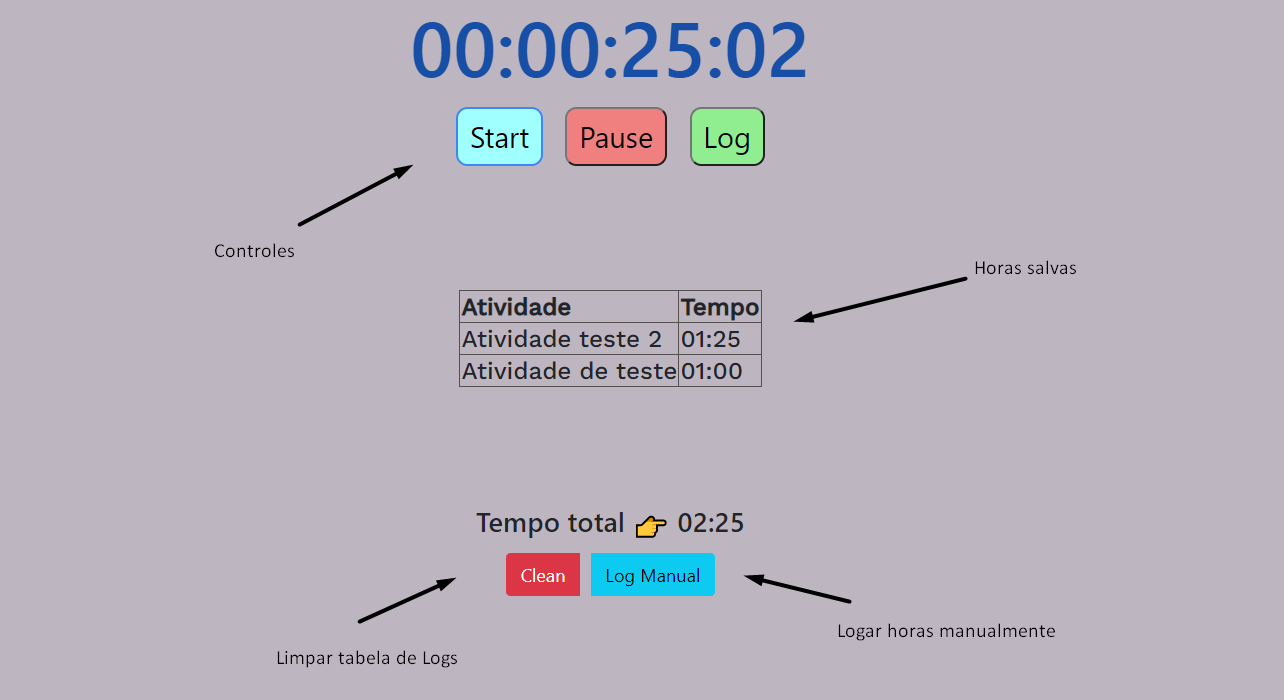 00:00:25:02
Start Pause Log
Controles
Horas salvas
Atividade Tempo
Atividade teste 2 01:25
Atividade de teste 01:00
Tempo total 👉 02:25
Clean Log Manual
Logar horas manualmente
Limpar tabela de Logs